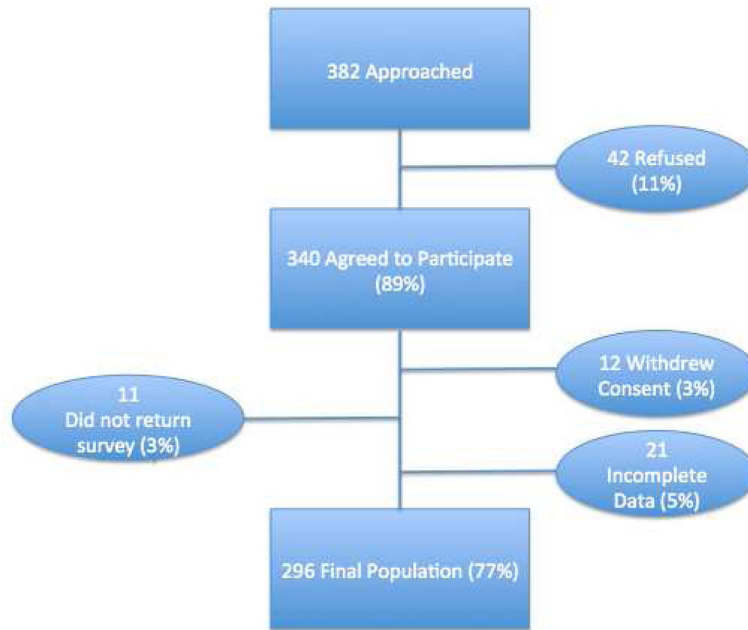 382 Approached
42 Refused
(11%)
340 Agreed to Participate
(89%)
12 Withdrew
Consent (3%)
11
Did not return
survey (3%)
21
Incomplete
Data (5%)
296 Final Population (77%)